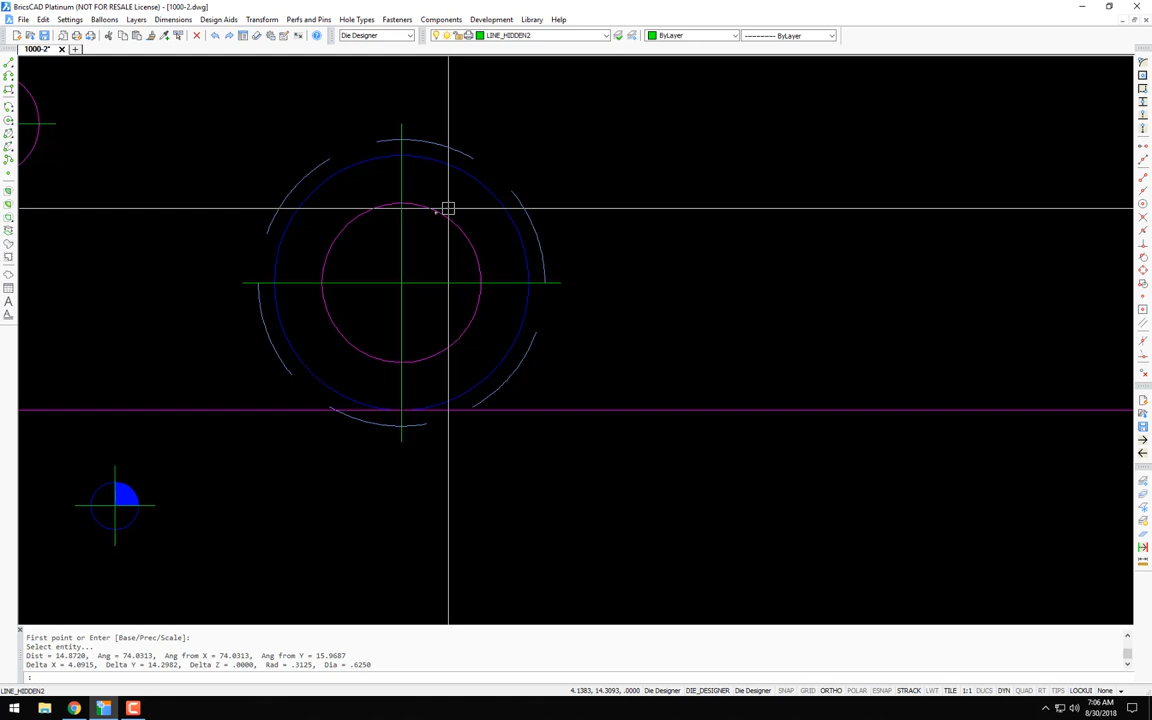 BricsCAD Platinum (NOT FOR RESALE License) - [1000-2.dwg]
File Edit Settings Balloons Layers Dimensions Design Aids Transform Perfs and Pins Hole Types Fasteners Components Development Library Help
Die Designer LINE_HIDDEN2 ByLayer ByLayer
1000-2*
First point or Enter [Base/Prec/Scale]:
Select entity...
Dist = 14.8720, Ang = 74.0313, Ang from X = 74.0313, Ang from Y = 15.9687
Delta X = 4.0915, Delta Y = 14.2982, Delta Z = .0000, Rad = .3125, Dia = .6250
:
LINE_HIDDEN2 4.1383, 14.3093, .0000 Die Designer DIE_DESIGNER Die Designer SNAP GRID ORTHO POLAR ESNAP STRACK LWT TILE 1:1 DUCS DYN QUAD RT TIPS LOCKUI None
7:06 AM
8/30/2018